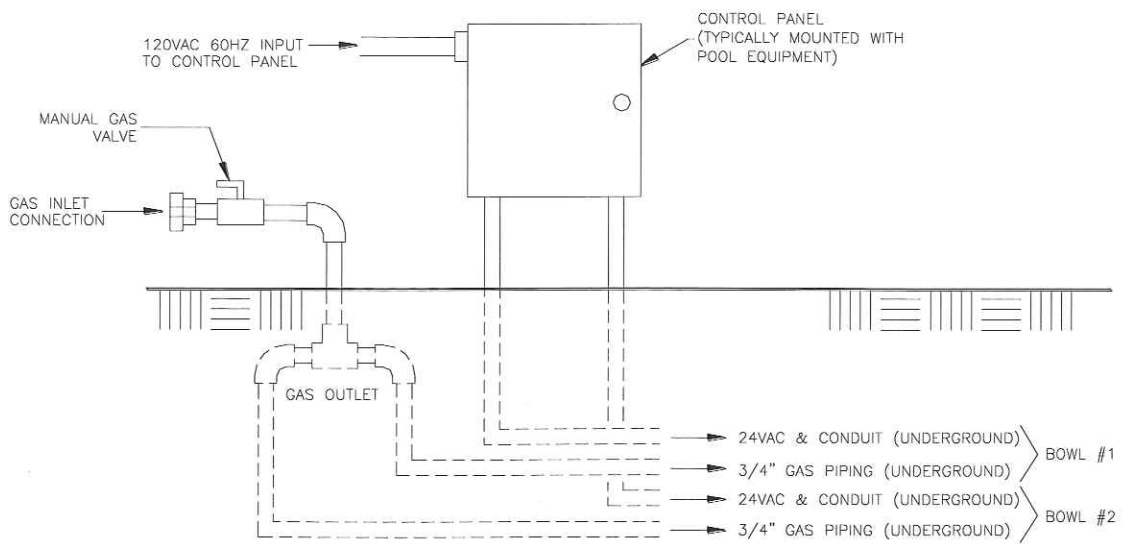 CONTROL PANEL
(TYPICALLY MOUNTED WITH
POOL EQUIPMENT)
120VAC 60HZ INPUT
TO CONTROL PANEL
MANUAL GAS
VALVE
GAS INLET
CONNECTION
GAS OUTLET
24VAC & CONDUIT (UNDERGROUND)
3/4" GAS PIPING (UNDERGROUND)
BOWL #1
24VAC & CONDUIT (UNDERGROUND)
3/4" GAS PIPING (UNDERGROUND)
BOWL #2